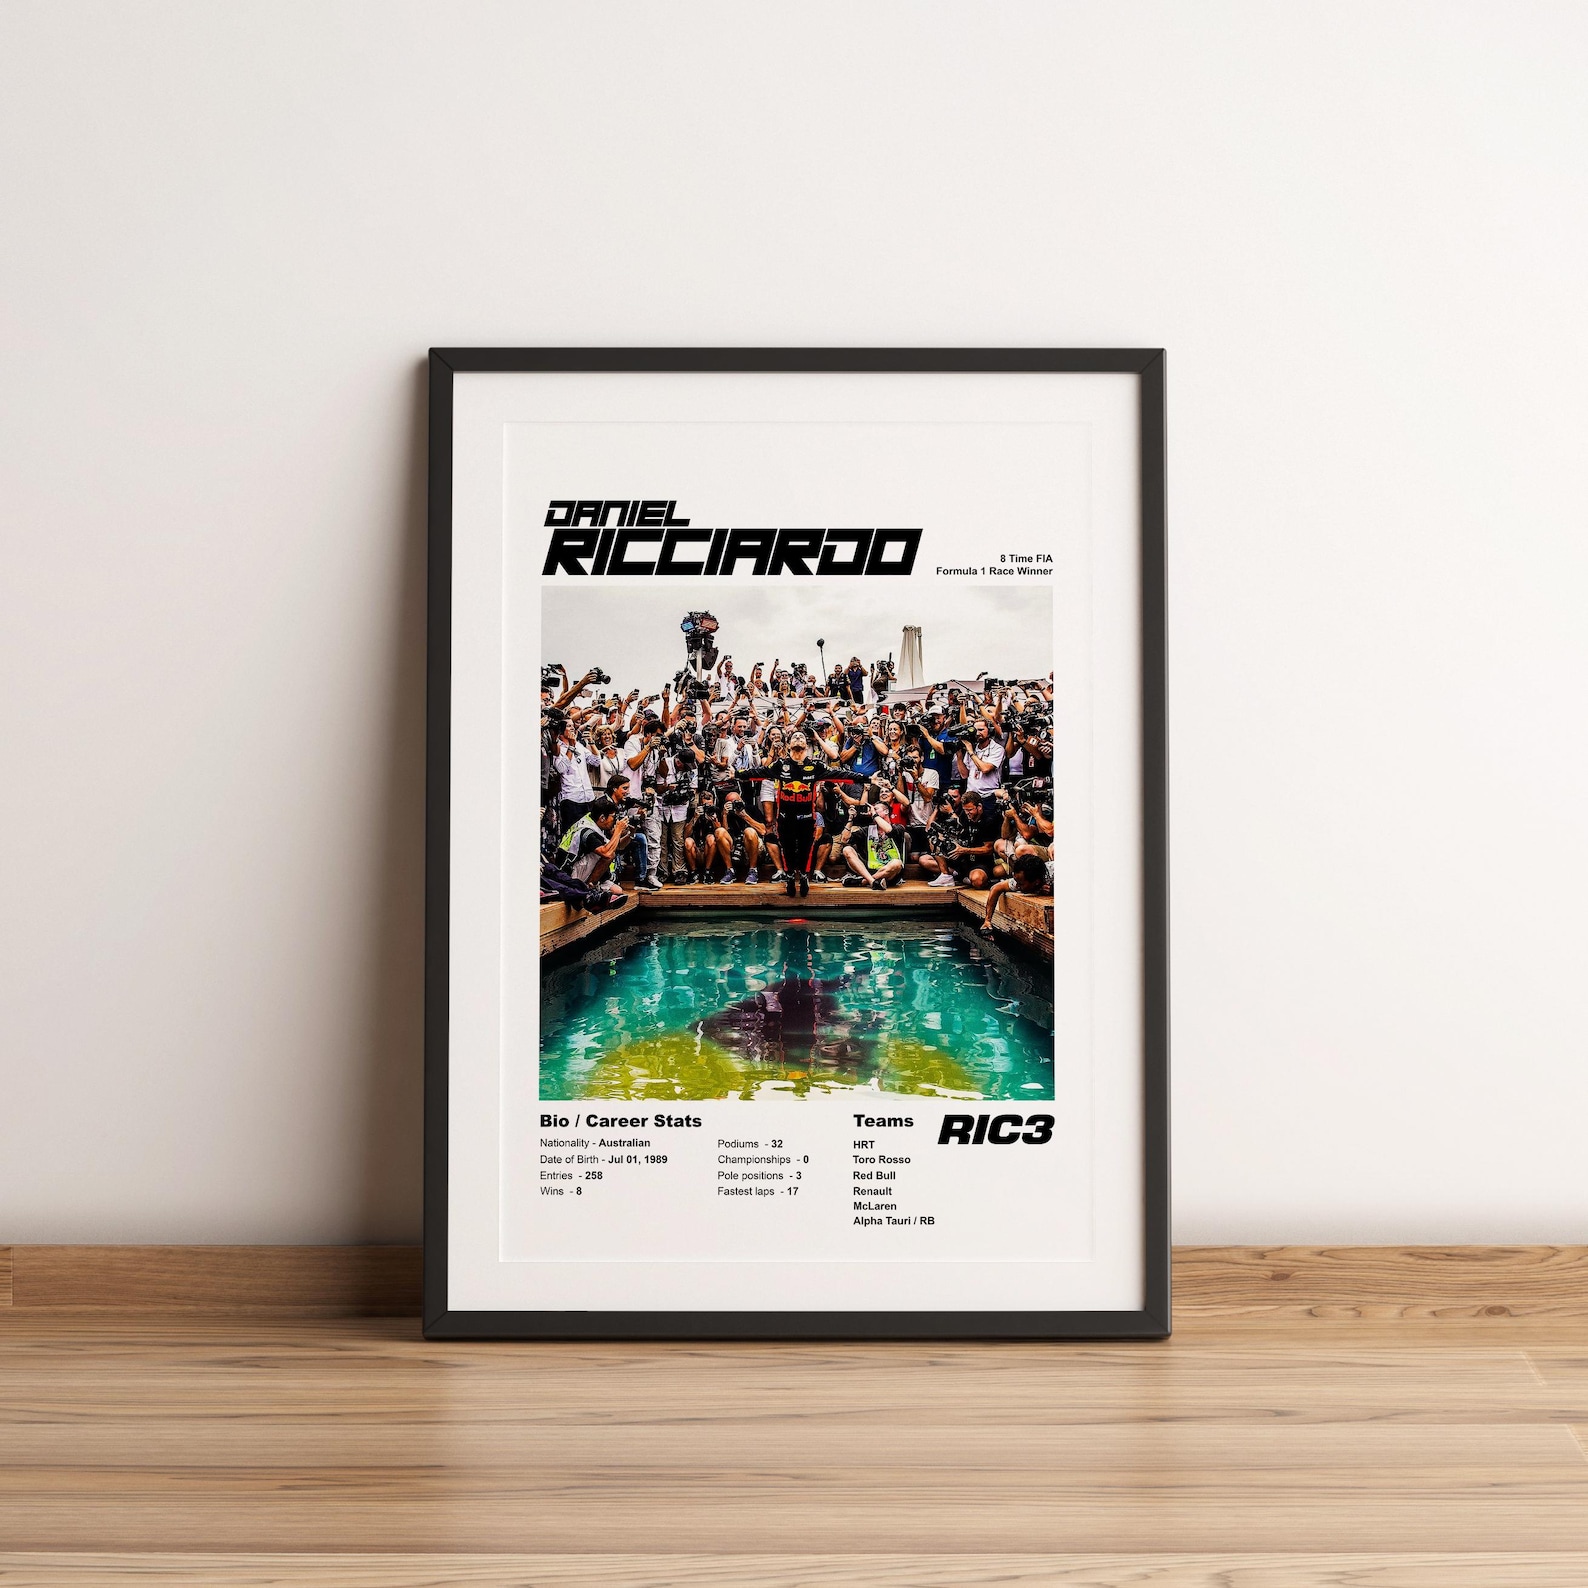 DANIEL
RICCIARDO
8 Time FIA
Formula 1 Race Winner
Red Bull
Bio / Career Stats
Nationality - Australian
Date of Birth - Jul 01, 1989
Entries - 258
Wins - 8
Podiums - 32
Championships - 0
Pole positions - 3
Fastest laps - 17
Teams
HRT
Toro Rosso
Red Bull
Renault
McLaren
Alpha Tauri / RB
RIC3